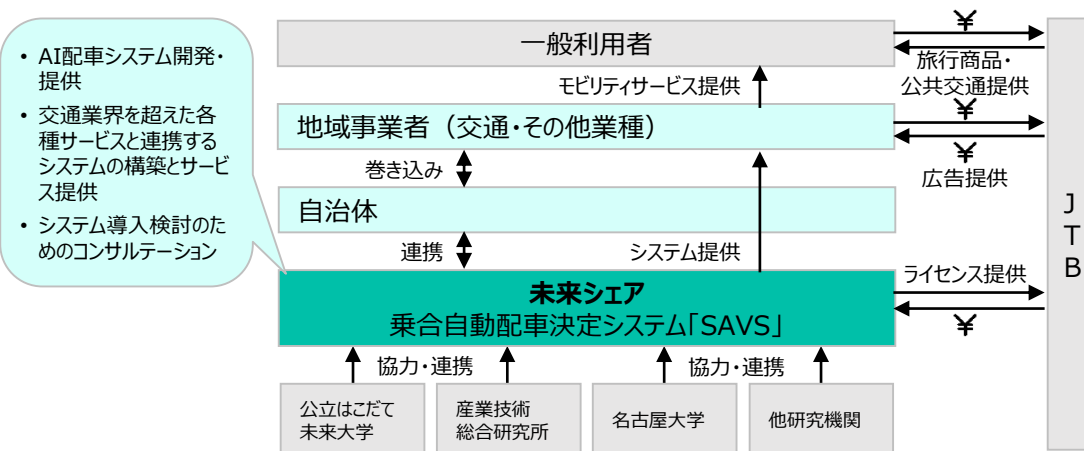 • AI配車システム開発・
提供
• 交通業界を超えた各
種サービスと連携する
システムの構築とサービ
ス提供
• システム導入検討のた
めのコンサルテーション
一般利用者
モビリティサービス提供
地域事業者（交通・その他業種）
巻き込み
自治体
連携
システム提供
未来シェア
乗合自動配車決定システム「SAVS」
協力・連携
協力・連携
公立はこだて
未来大学
産業技術
総合研究所
名古屋大学
他研究機関
¥
旅行商品・
公共交通提供
¥
¥
広告提供
ライセンス提供
¥
J
T
B